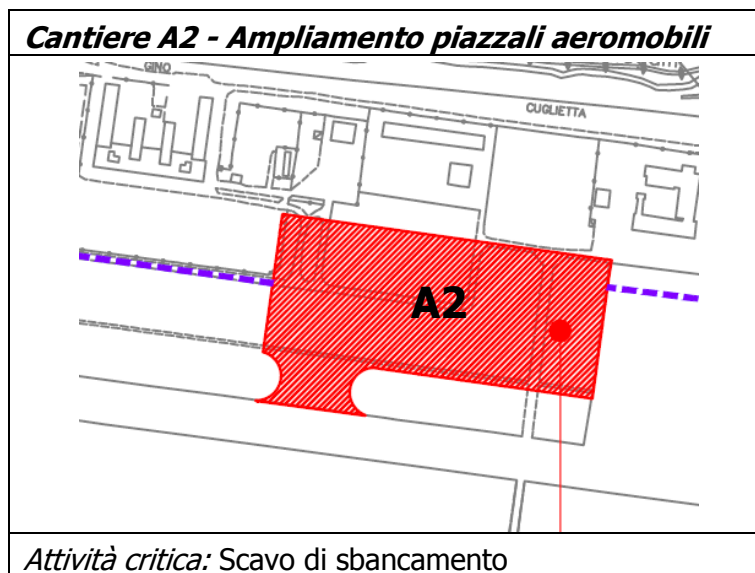 Cantiere A2 - Ampliamento piazzali aeromobili
GINO
CUGLIETTA
A2
Attività critica: Scavo di sbancamento